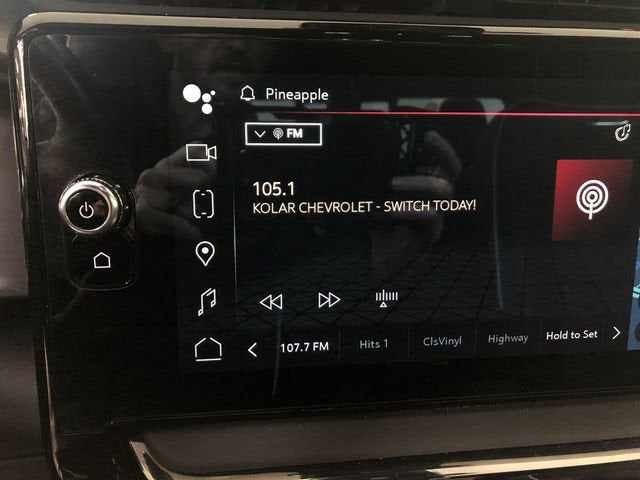 Pineapple
FM
105.1
KOLAR CHEVROLET - SWITCH TODAY!
107.7 FM
Hits 1
ClsVinyl
Highway
Hold to Set